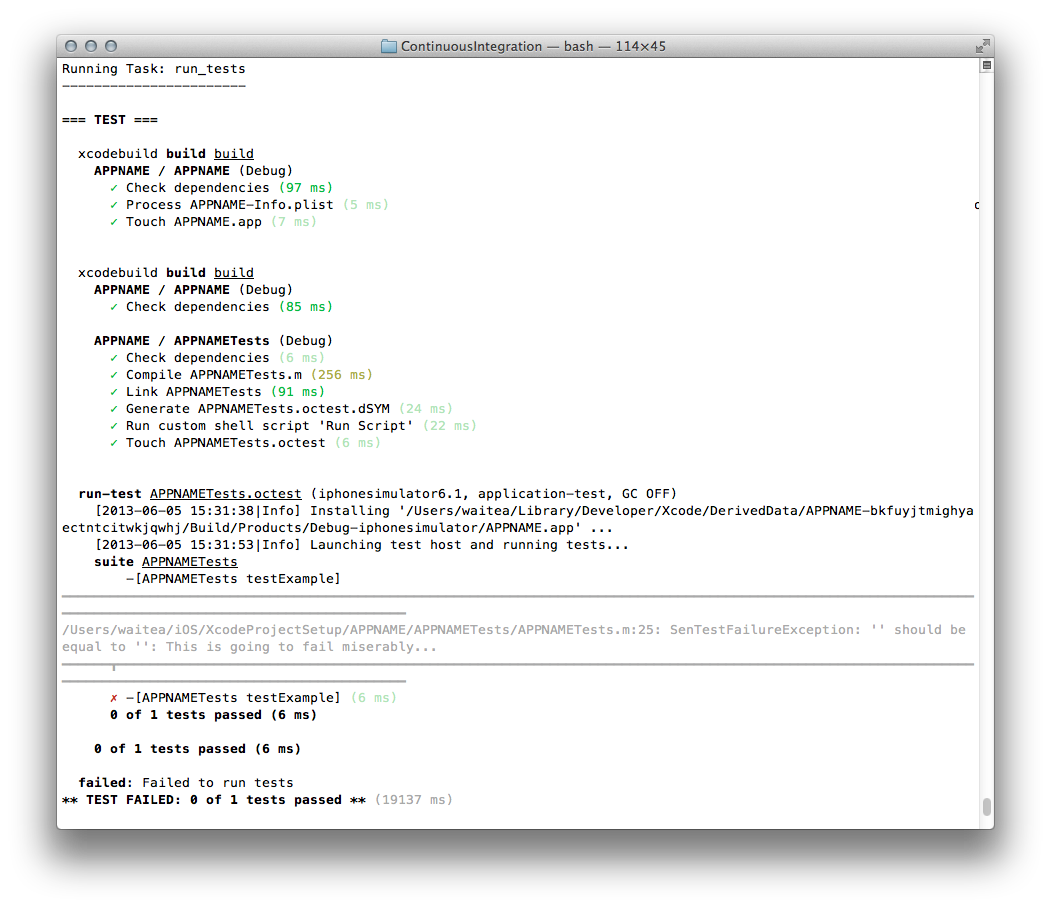 ContinuousIntegration — bash — 114×45
Running Task: run_tests
-----------------------
=== TEST ===
xcodebuild build build
APPNAME / APPNAME (Debug)
✓ Check dependencies (97 ms)
✓ Process APPNAME-Info.plist (5 ms)
✓ Touch APPNAME.app (7 ms)
xcodebuild build build
APPNAME / APPNAME (Debug)
✓ Check dependencies (85 ms)
APPNAME / APPNAMETests (Debug)
✓ Check dependencies (6 ms)
✓ Compile APPNAMETests.m (256 ms)
✓ Link APPNAMETests (91 ms)
✓ Generate APPNAMETests.octest.dSYM (24 ms)
✓ Run custom shell script 'Run Script' (22 ms)
✓ Touch APPNAMETests.octest (6 ms)
run-test APPNAMETests.octest (iphonesimulator6.1, application-test, GC OFF)
[2013-06-05 15:31:38|Info] Installing '/Users/waitea/Library/Developer/Xcode/DerivedData/APPNAME-bkfuyjtmighya
ectntcitwkjqwhj/Build/Products/Debug-iphonesimulator/APPNAME.app' ...
[2013-06-05 15:31:53|Info] Launching test host and running tests...
suite APPNAMETests
-[APPNAMETests testExample]
/Users/waitea/iOS/XcodeProjectSetup/APPNAME/APPNAMETests/APPNAMETests.m:25: SenTestFailureException: '' should be
equal to '': This is going to fail miserably...
✗ -[APPNAMETests testExample] (6 ms)
0 of 1 tests passed (6 ms)
0 of 1 tests passed (6 ms)
failed: Failed to run tests
** TEST FAILED: 0 of 1 tests passed ** (19137 ms)